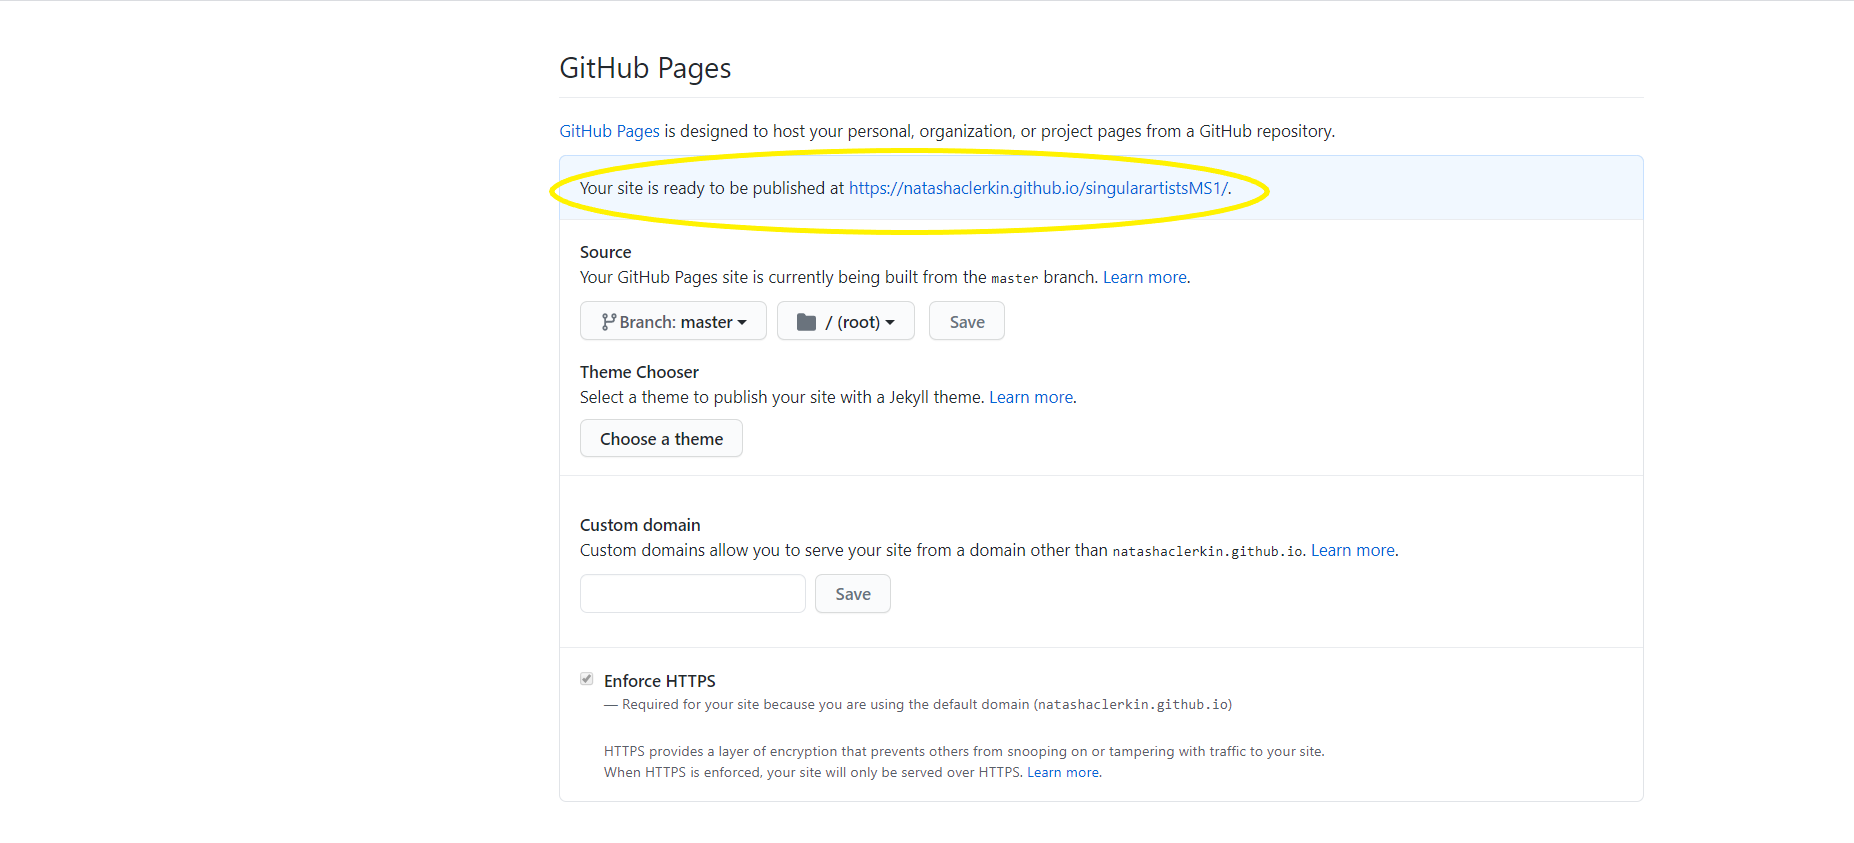 GitHub Pages
GitHub Pages is designed to host your personal, organization, or project pages from a GitHub repository.
Your site is ready to be published at https://natashaclerkin.github.io/singularartistsMS1/.
Source
Your GitHub Pages site is currently being built from the master branch. Learn more.
Branch: master / (root) Save
Theme Chooser
Select a theme to publish your site with a Jekyll theme. Learn more.
Choose a theme
Custom domain
Custom domains allow you to serve your site from a domain other than natashaclerkin.github.io. Learn more.
Save
Enforce HTTPS
— Required for your site because you are using the default domain (natashaclerkin.github.io)
HTTPS provides a layer of encryption that prevents others from snooping on or tampering with traffic to your site.
When HTTPS is enforced, your site will only be served over HTTPS. Learn more.